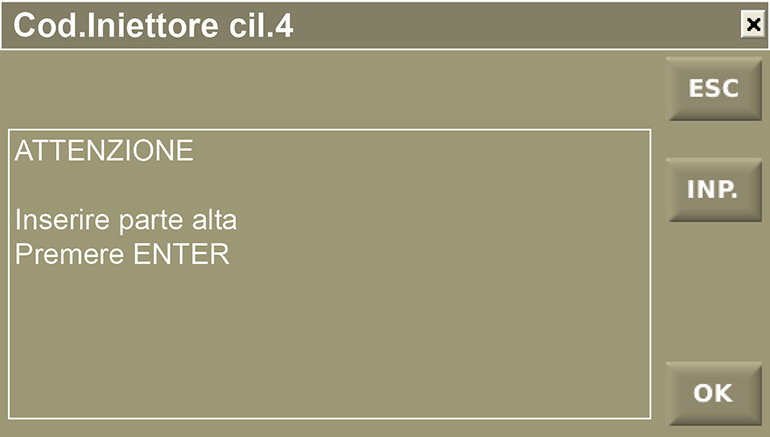 Cod.Iniettore cil.4
ESC
ATTENZIONE
INP.
Inserire parte alta
Premere ENTER
OK